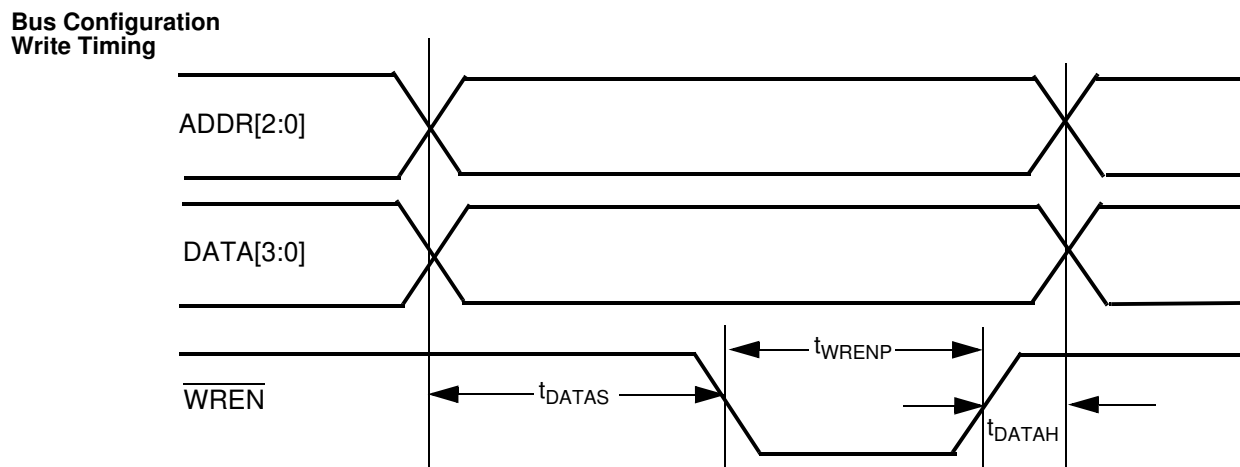 Bus Configuration
Write Timing
ADDR[2:0]
DATA[3:0]
tWRENP
WREN
tDATAS
tDATAH